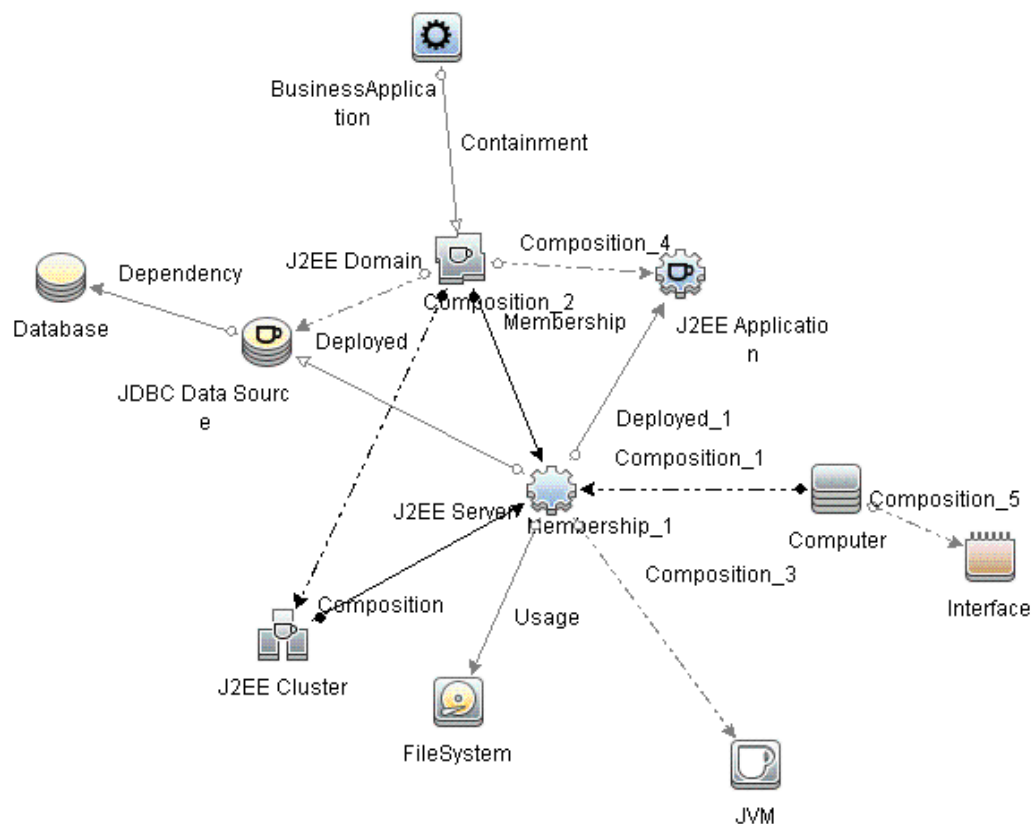 BusinessApplica
tion
Containment
J2EE Domain
Composition_4
Dependency
Composition_2
Database
Deployed
Membership
J2EE Applicatio
n
JDBC Data Sourc
e
Deployed_1
Composition_1
J2EE Server
Membership_1
Composition_5
Computer
Composition_3
Interface
Composition
Usage
J2EE Cluster
FileSystem
JVM